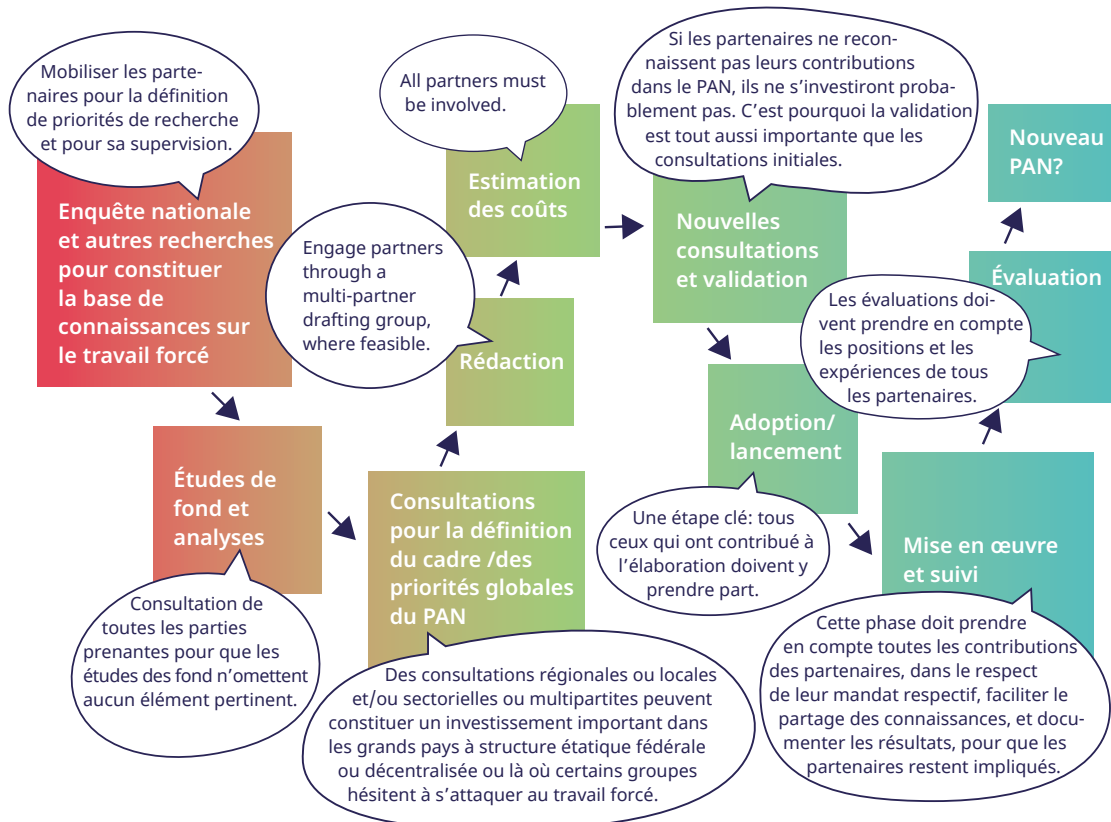 Mobiliser les parte-
naires pour la définition
de priorités de recherche
et pour sa supervision.
Enquête nationale
et autres recherches
pour constituer
la base de
connaissances sur
le travail forcé
Études de
fond et
analyses
Consultation de
toutes les parties
prenantes pour que les
études des fond n’omettent
aucun élément pertinent.
Consultations
pour la définition
du cadre /des
priorités globales
du PAN
Des consultations régionales ou locales
et/ou sectorielles ou multipartites peuvent
constituer un investissement important dans
les grands pays à structure étatique fédérale
ou décentralisée ou là où certains groupes
hésitent à s’attaquer au travail forcé.
Engage partners
through a
multi-partner
drafting group,
where feasible.
Rédaction
All partners must
be involved.
Estimation
des coûts
Si les partenaires ne recon-
naissent pas leurs contributions
dans le PAN, ils ne s’investiront proba-
blement pas. C’est pourquoi la validation
est tout aussi importante que les
consultations initiales.
Nouvelles
consultations
et validation
Adoption/
lancement
Une étape clé: tous
ceux qui ont contribué à
l’élaboration doivent y
prendre part.
Mise en œuvre
et suivi
Cette phase doit prendre
en compte toutes les contributions
des partenaires, dans le respect
de leur mandat respectif, faciliter le
partage des connaissances, et docu-
menter les résultats, pour que les
partenaires restent impliqués.
Évaluation
Les évaluations doi-
vent prendre en compte
les positions et les
expériences de tous
les partenaires.
Nouveau
PAN?